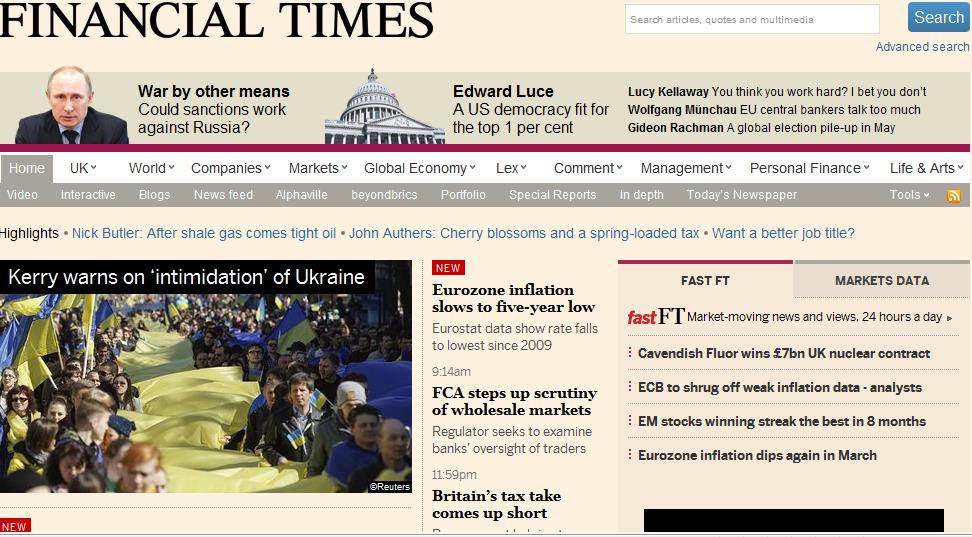 FINANCIAL TIMES
Search articles, quotes and multimedia
Search
Advanced search
War by other means
Could sanctions work
against Russia?
Edward Luce
A US democracy fit for
the top 1 per cent
Lucy Kellaway You think you work hard? I bet you don't
Wolfgang Münchau EU central bankers talk too much
Gideon Rachman A global election pile-up in May
Home UK World Companies Markets Global Economy Lex Comment Management Personal Finance Life & Arts
Video Interactive Blogs News feed Alphaville beyondbrics Portfolio Special Reports In depth Today's Newspaper Tools
Highlights • Nick Butler: After shale gas comes tight oil • John Authers: Cherry blossoms and a spring-loaded tax • Want a better job title?
Kerry warns on 'intimidation' of Ukraine
©Reuters
NEW
NEW
Eurozone inflation
slows to five-year low
Eurostat data show rate falls
to lowest since 2009
9:14am
FCA steps up scrutiny
of wholesale markets
Regulator seeks to examine
banks' oversight of traders
11:59pm
Britain's tax take
comes up short
FAST FT
MARKETS DATA
fastFT Market-moving news and views, 24 hours a day
Cavendish Fluor wins £7bn UK nuclear contract
ECB to shrug off weak inflation data - analysts
EM stocks winning streak the best in 8 months
Eurozone inflation dips again in March